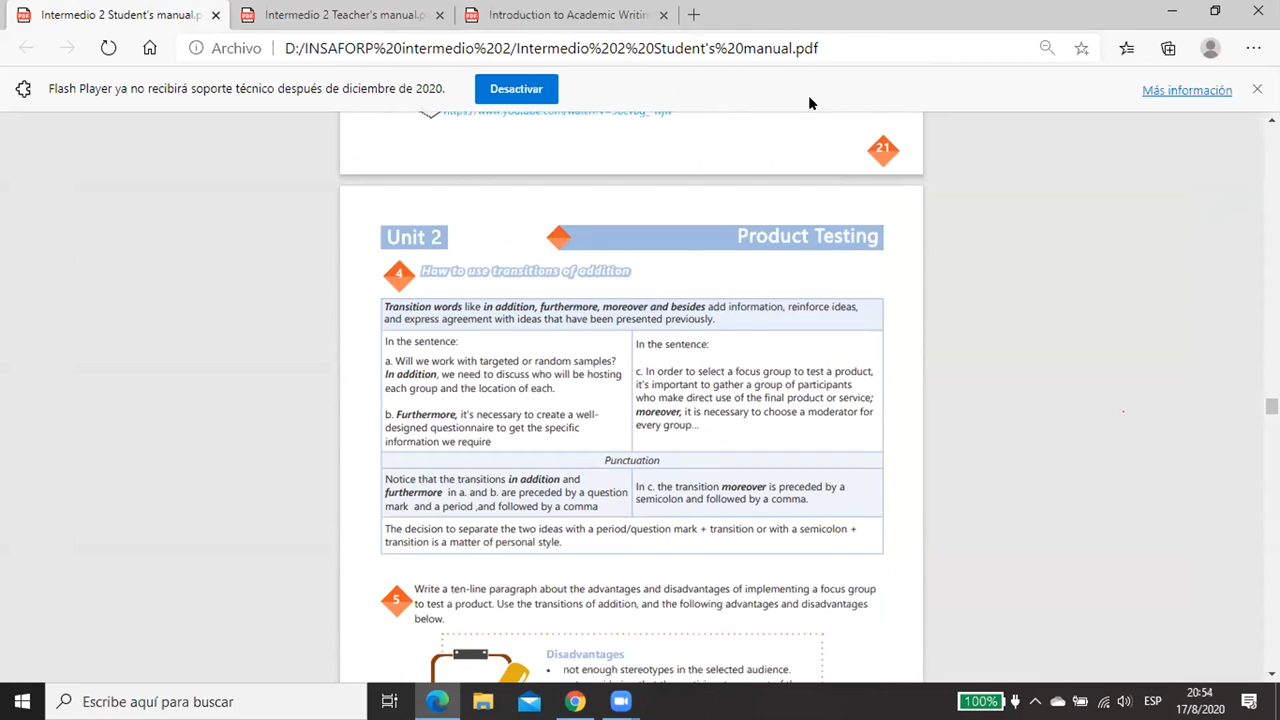 Intermedio 2 Student's manual.p
Intermedio 2 Teacher's manual.p
Introduction to Academic Writin
Archivo
D:/INSAFORP%20intermedio%202/Intermedio%202%20Student's%20manual.pdf
Flash Player ya no recibirá soporte técnico después de diciembre de 2020.
Desactivar
Más información
21
Unit 2
Product Testing
4
How to use transitions of addition
Transition words like in addition, furthermore, moreover and besides add information, reinforce ideas,
and express agreement with ideas that have been presented previously.
In the sentence:
a. Will we work with targeted or random samples?
In addition, we need to discuss who will be hosting
each group and the location of each.
b. Furthermore, it's necessary to create a well-
designed questionnaire to get the specific
information we require
In the sentence:
c. In order to select a focus group to test a product,
it's important to gather a group of participants
who make direct use of the final product or service;
moreover, it is necessary to choose a moderator for
every group...
Punctuation
Notice that the transitions in addition and
furthermore in a. and b. are preceded by a question
mark and a period ,and followed by a comma
In c. the transition moreover is preceded by a
semicolon and followed by a comma.
The decision to separate the two ideas with a period/question mark + transition or with a semicolon +
transition is a matter of personal style.
5
Write a ten-line paragraph about the advantages and disadvantages of implementing a focus group
to test a product. Use the transitions of addition, and the following advantages and disadvantages
below.
Disadvantages
• not enough stereotypes in the selected audience.
Escribe aquí para buscar
100%
ESP
20:54
17/8/2020